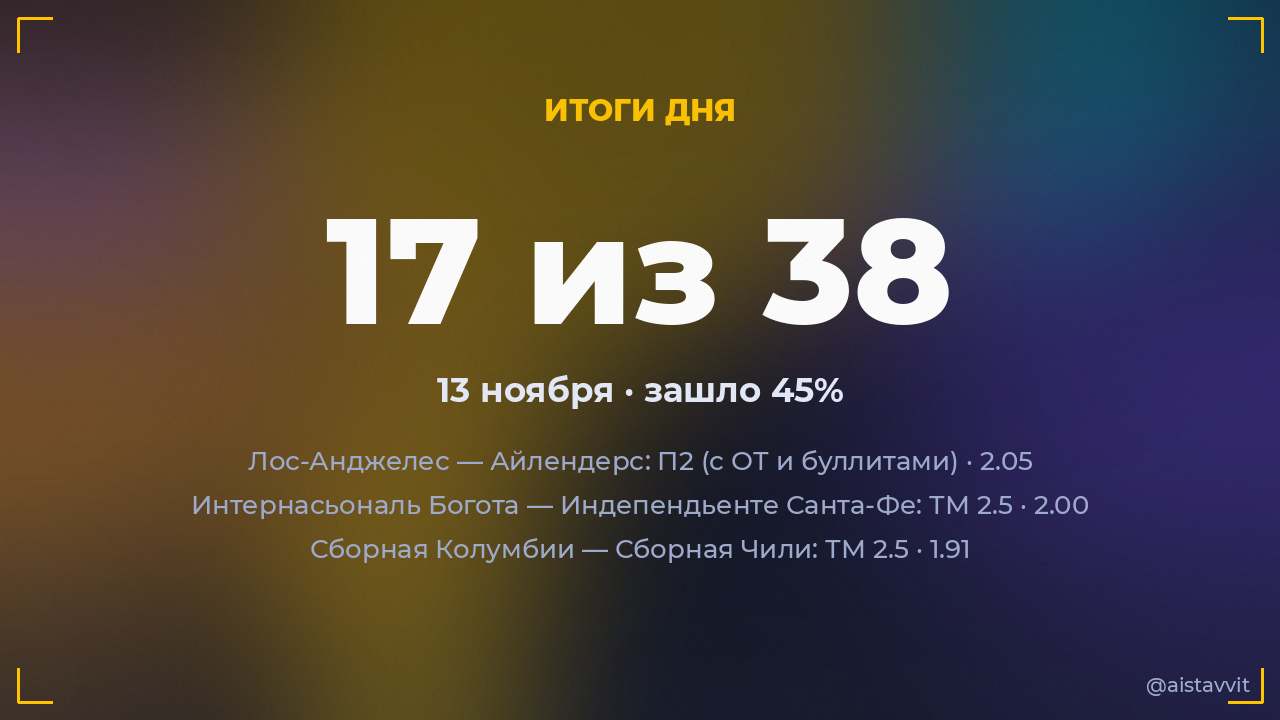 ИТОГИ ДНЯ
17 из 38
13 ноября · зашло 45%
Лос-Анджелес — Айлендерс: П2 (с ОТ и буллитами) · 2.05
Интернасьональ Богота — Индепендьенте Санта-Фе: ТМ 2.5 · 2.00
Сборная Колумбии — Сборная Чили: ТМ 2.5 · 1.91
@aistavvit